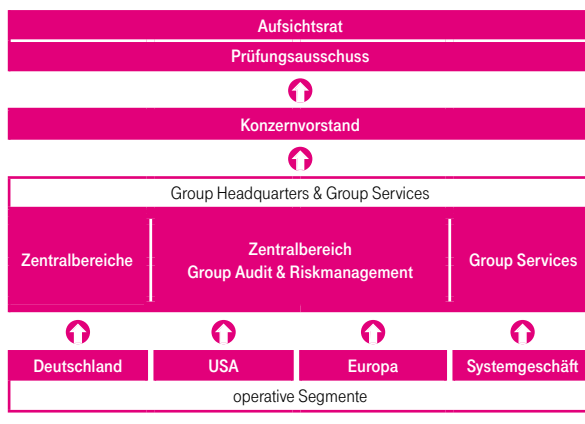 Aufsichtsrat
Prüfungsausschuss
Konzernvorstand
Group Headquarters & Group Services
Zentralbereiche
Zentralbereich
Group Audit & Riskmanagement
Group Services
Deutschland
USA
Europa
Systemgeschäft
operative Segmente